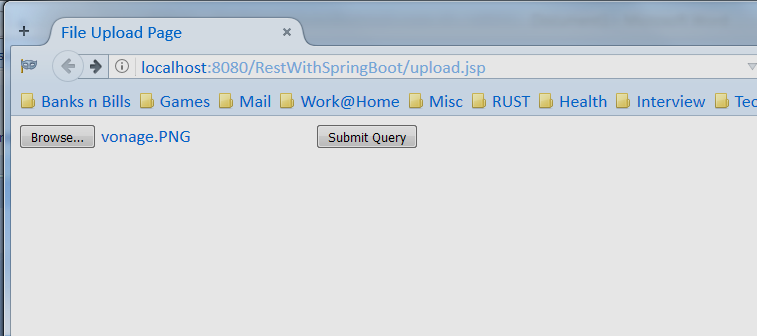 File Upload Page
localhost:8080/RestWithSpringBoot/upload.jsp
Banks n Bills Games Mail Work@Home Misc RUST Health Interview Tec
Browse... vonage.PNG Submit Query